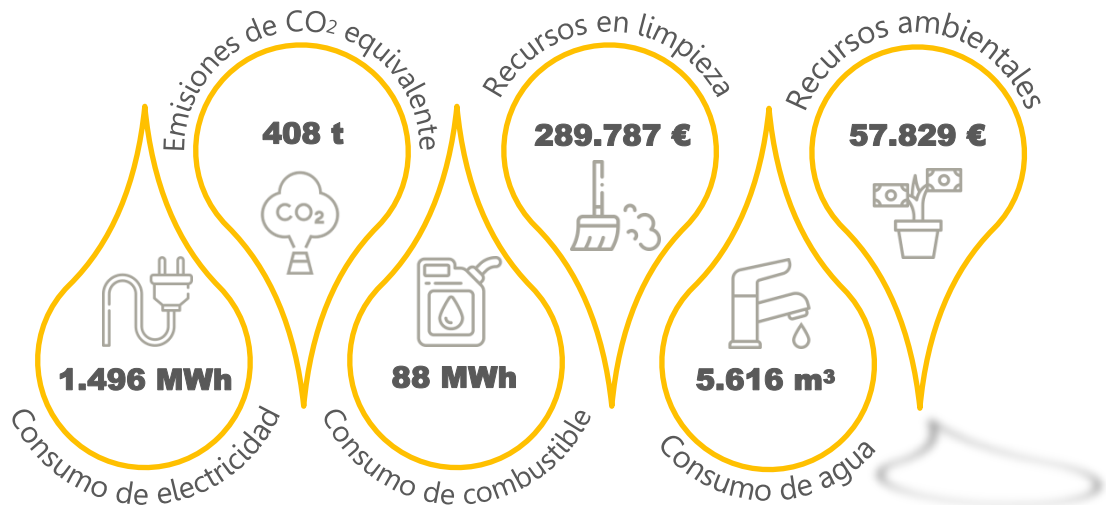 Emisiones de CO2 equivalente
408 t
CO2
Recursos en limpieza
289.787 €
Recursos ambientales
57.829 €
1.496 MWh
Consumo de electricidad
88 MWh
Consumo de combustible
5.616 m³
Consumo de agua